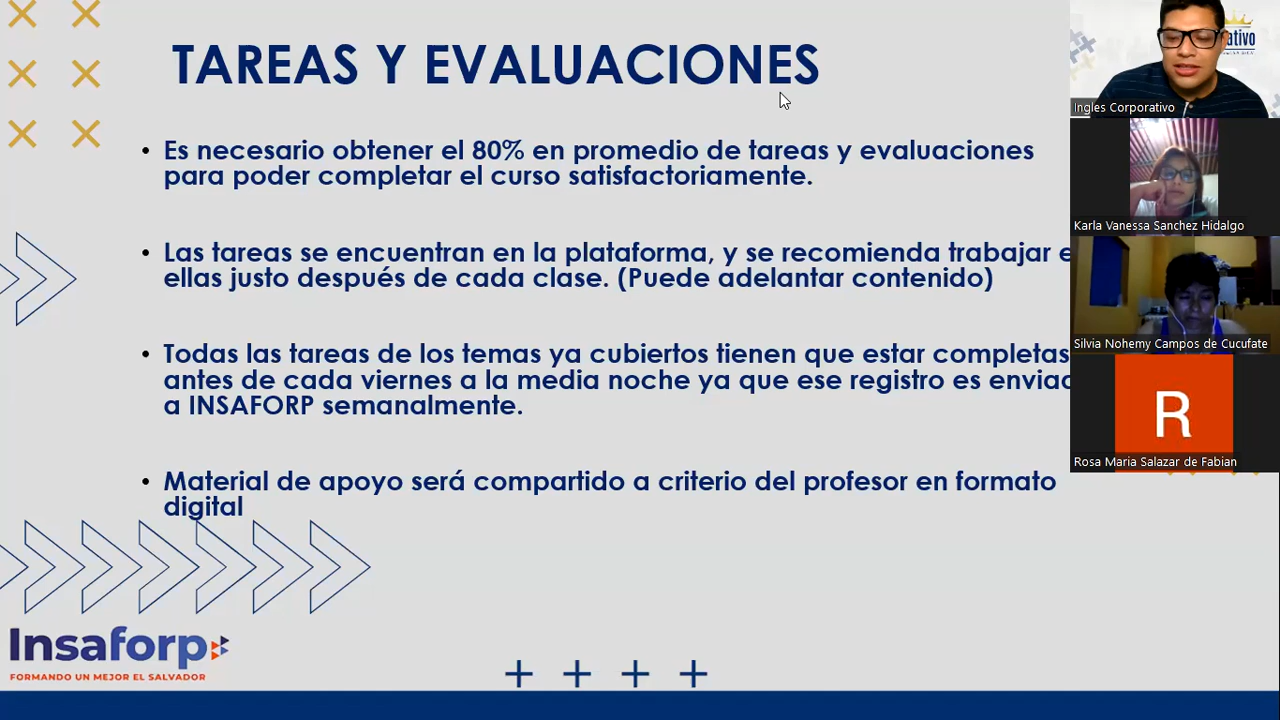 TAREAS Y EVALUACIONES
• Es necesario obtener el 80% en promedio de tareas y evaluaciones
para poder completar el curso satisfactoriamente.
• Las tareas se encuentran en la plataforma, y se recomienda trabajar e
ellas justo después de cada clase. (Puede adelantar contenido)
• Todas las tareas de los temas ya cubiertos tienen que estar completas
antes de cada viernes a la media noche ya que ese registro es enviad
a INSAFORP semanalmente.
• Material de apoyo será compartido a criterio del profesor en formato
digital
Insaforp
FORMANDO UN MEJOR EL SALVADOR
Ingles Corporativo
Karla Vanessa Sanchez Hidalgo
Silvia Nohemy Campos de Cucufate
R
Rosa Maria Salazar de Fabian